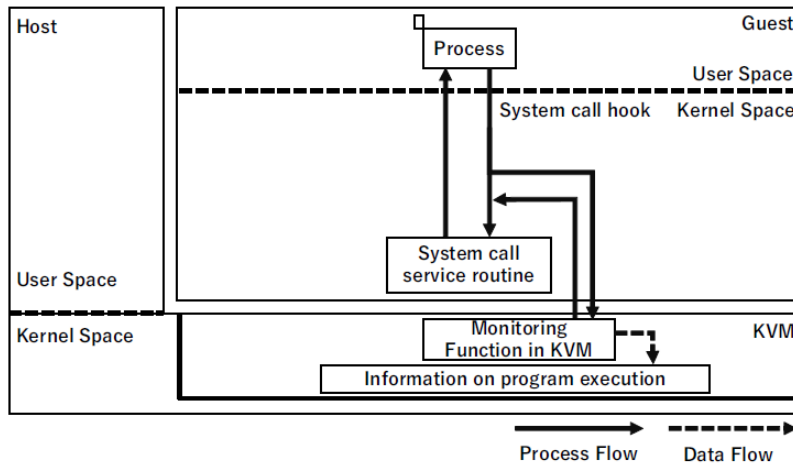 Host
Guest
Process
User Space
System call hook
Kernel Space
System call
service routine
User Space
Kernel Space
Monitoring
Function in KVM
KVM
Information on program execution
Process Flow
Data Flow